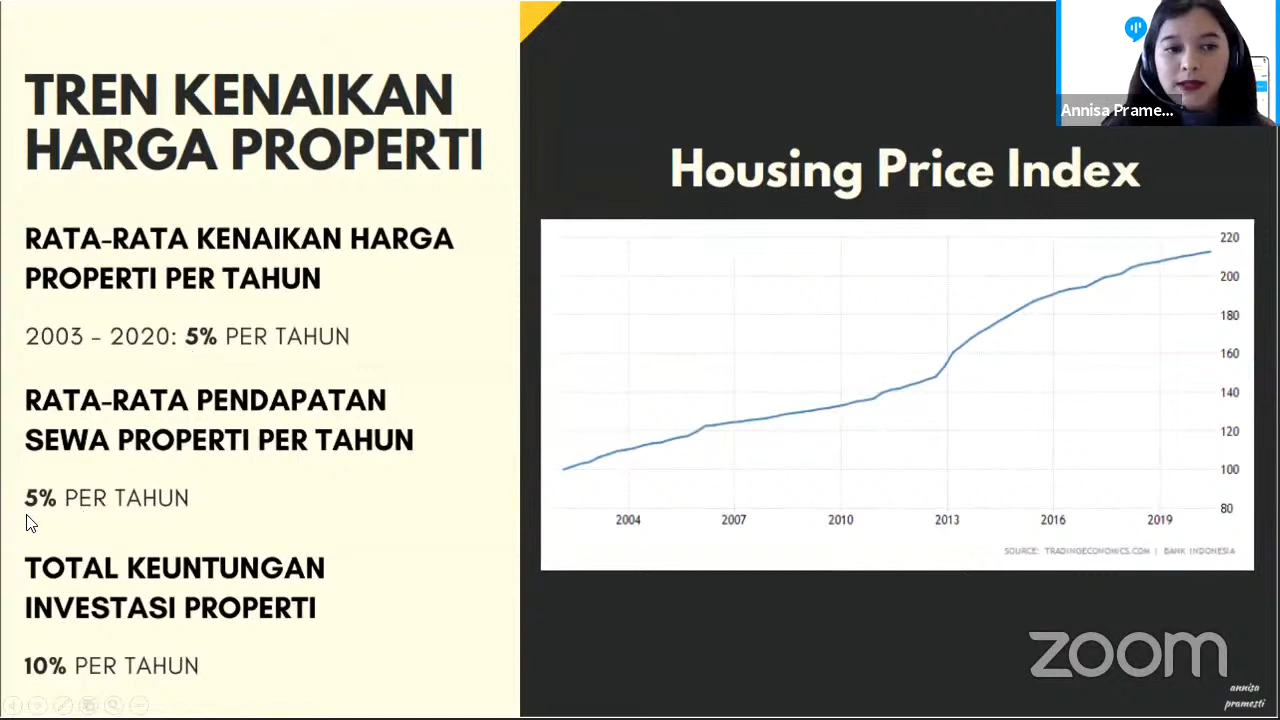 TREN KENAIKAN
HARGA PROPERTI
RATA-RATA KENAIKAN HARGA
PROPERTI PER TAHUN
2003 - 2020: 5% PER TAHUN
RATA-RATA PENDAPATAN
SEWA PROPERTI PER TAHUN
5% PER TAHUN
TOTAL KEUNTUNGAN
INVESTASI PROPERTI
10% PER TAHUN
Annisa Prame...
Housing Price Index
220
200
180
160
140
120
100
80
2004 2007 2010 2013 2016 2019
SOURCE: TRADINGECONOMICS.COM | BANK INDONESIA
zoom
annisa
pramesti